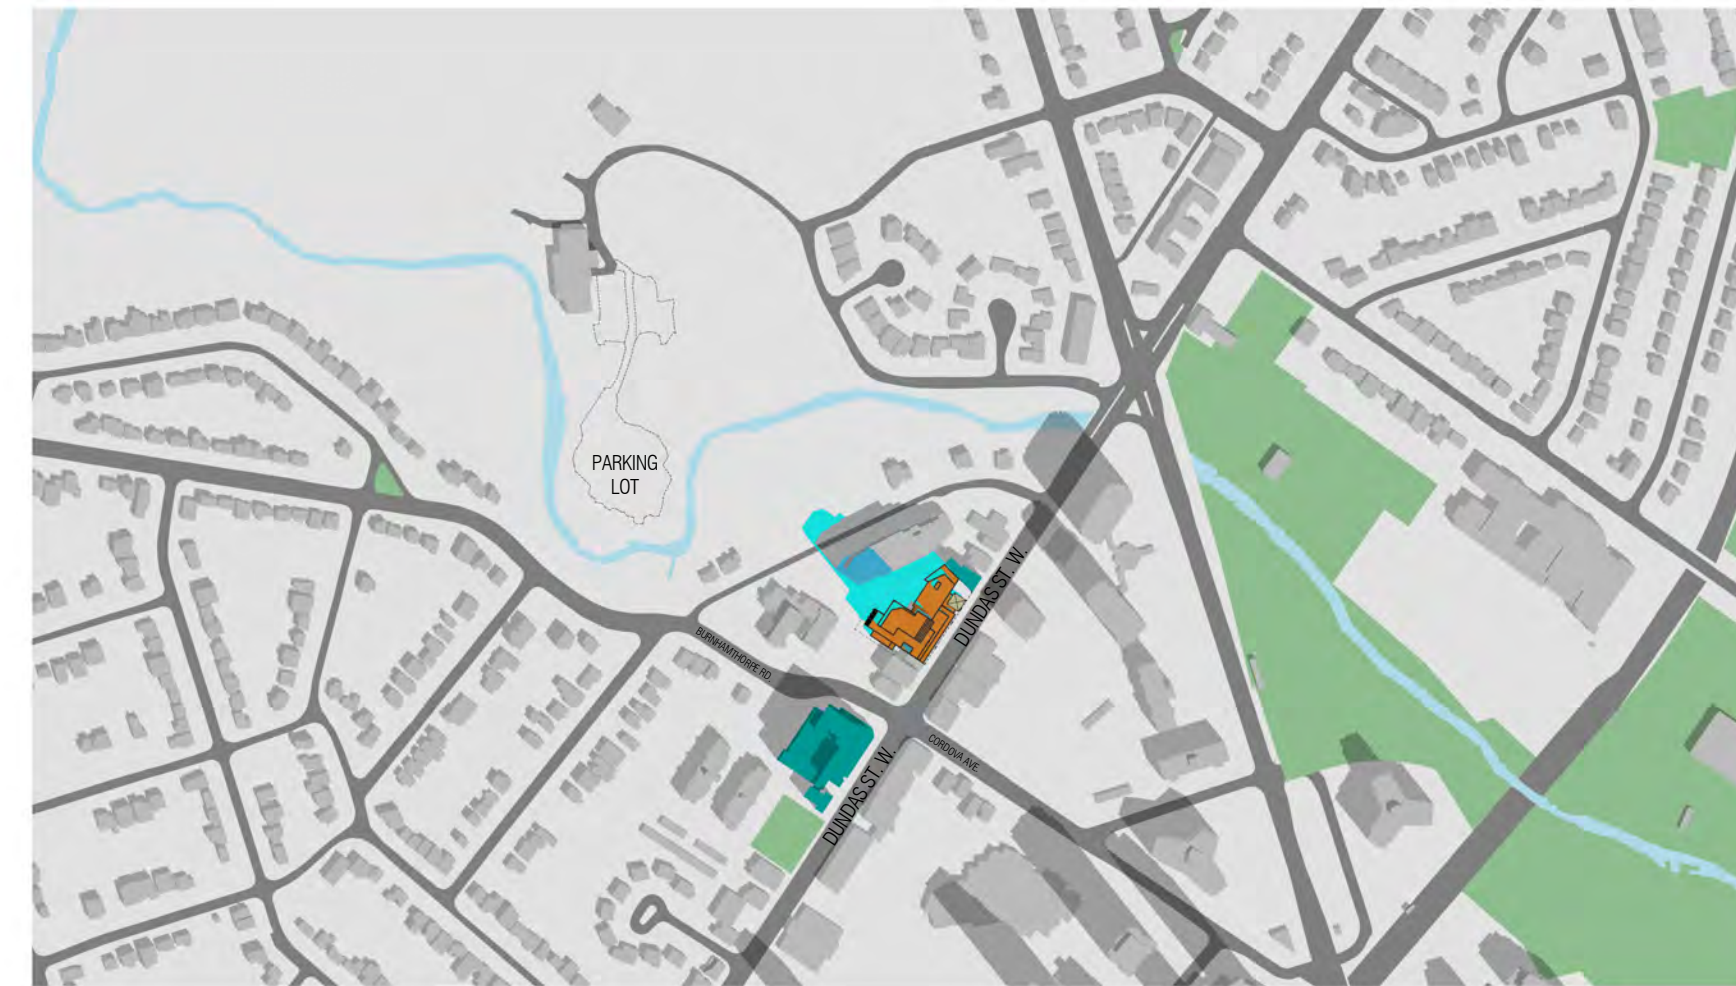 PARKING
LOT
DUNDAS ST. W.
BURNHAMTHORPE RD.
CORDOVA AVE.
DUNDAS ST. W.